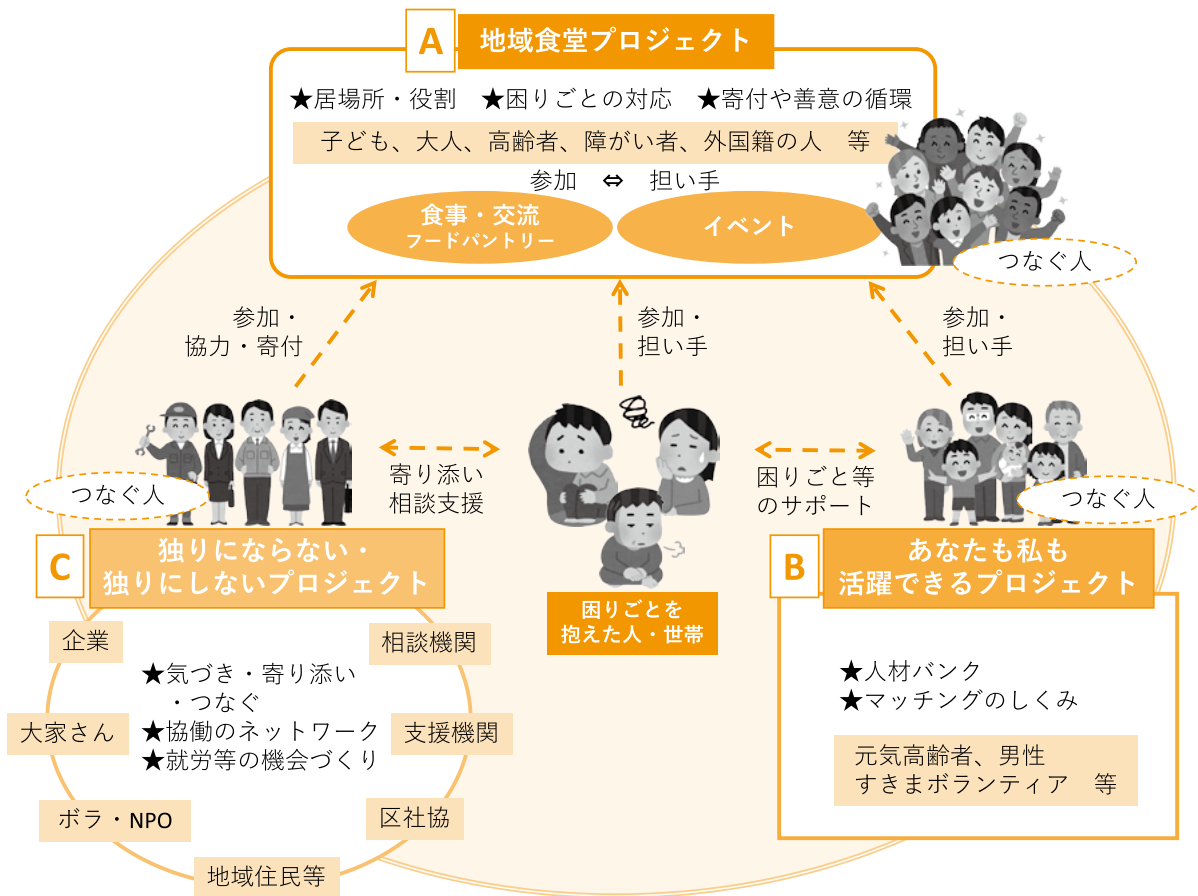 A 地域食堂プロジェクト
★居場所・役割 ★困りごとの対応 ★寄付や善意の循環
子ども、大人、高齢者、障がい者、外国籍の人 等
参加 ⇔ 担い手
食事・交流
フードパントリー
イベント
つなぐ人
参加・
協力・寄付
参加・
担い手
参加・
担い手
つなぐ人
寄り添い
相談支援
困りごと等
のサポート
つなぐ人
C
独りにならない・
独りにしないプロジェクト
企業
相談機関
★気づき・寄り添い
・つなぐ
★協働のネットワーク
★就労等の機会づくり
大家さん
支援機関
ボラ・NPO
区社協
地域住民等
困りごとを
抱えた人・世帯
B
あなたも私も
活躍できるプロジェクト
★人材バンク
★マッチングのしくみ
元気高齢者、男性
すきまボランティア 等